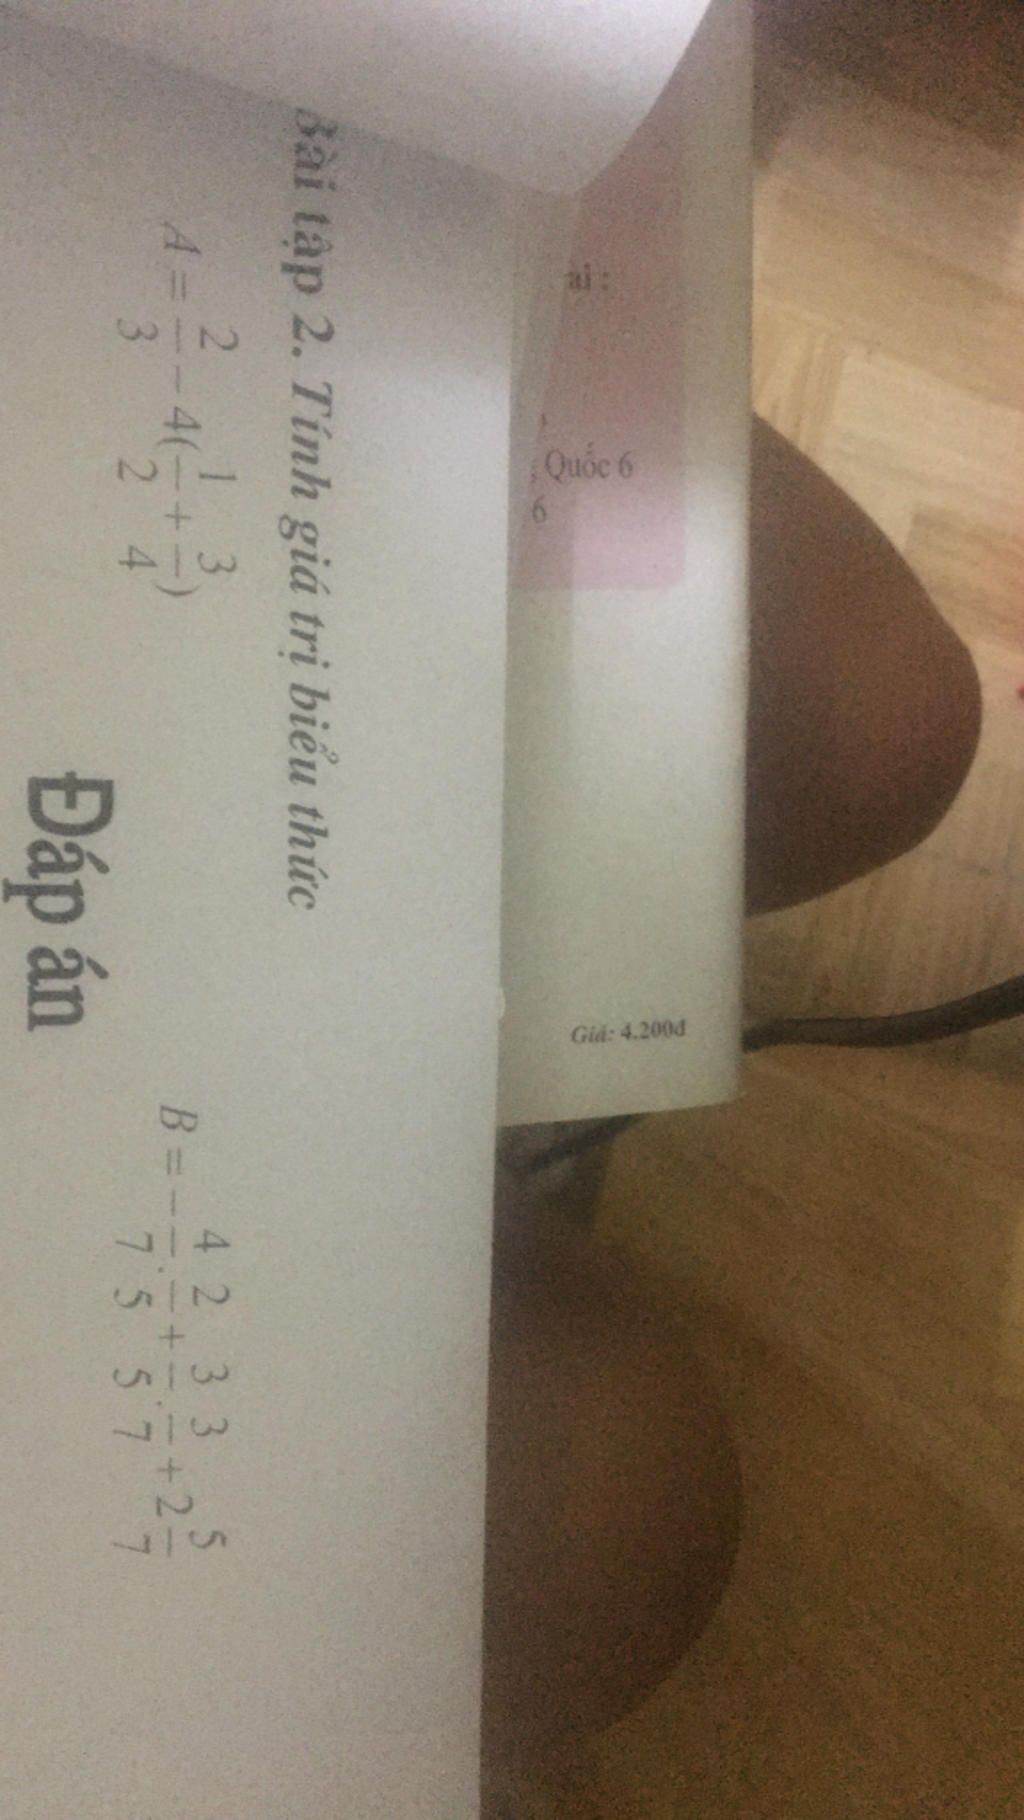 ai :
, Quốc 6
6
Giá: 4.200đ
Bài tập 2. Tính giá trị biểu thức
A = 2/3 − 4(1/2 + 3/4)
B = −4/7 . 2/5 + 3/5 . 3/7 + 2 5/7
Đáp án